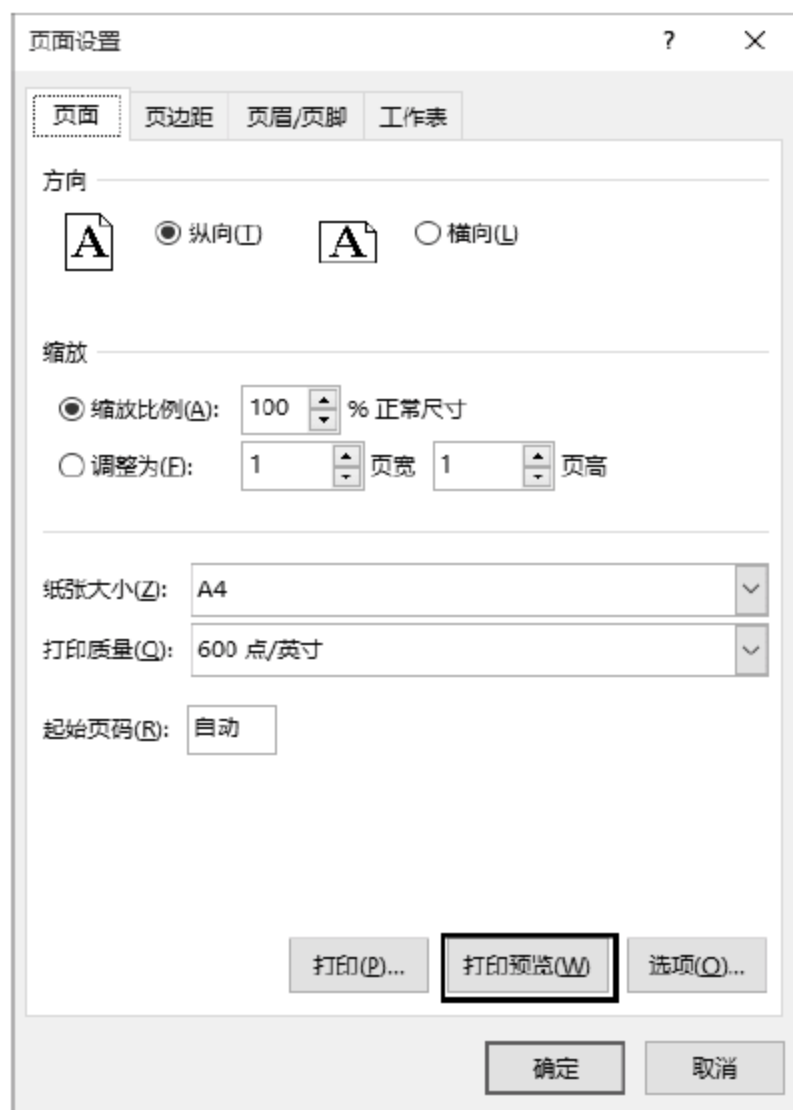 页面设置 ?
页面 页边距 页眉/页脚 工作表
方向
A 纵向(T) A 横向(L)
缩放
缩放比例(A): 100 % 正常尺寸
调整为(F): 1 页宽 1 页高
纸张大小(Z): A4
打印质量(Q): 600 点/英寸
起始页码(R): 自动
打印(P)... 打印预览(W) 选项(O)...
确定 取消